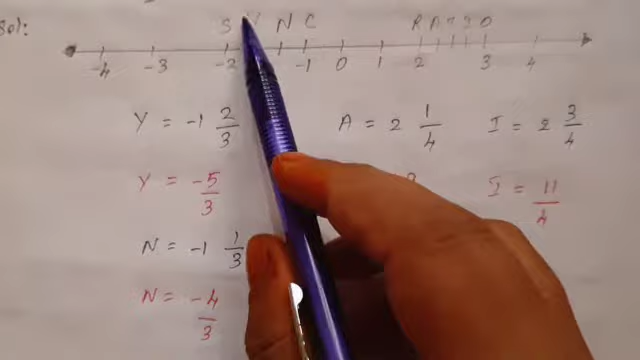 Sol:
S Y N C R A Z I O
-4 -3 -2 -1 0 1 2 3 4
Y = -1 2/3 A = 2 1/4 I = 2 3/4
Y = -5/3 I = 11/4
N = -1 1/3
N = -4/3